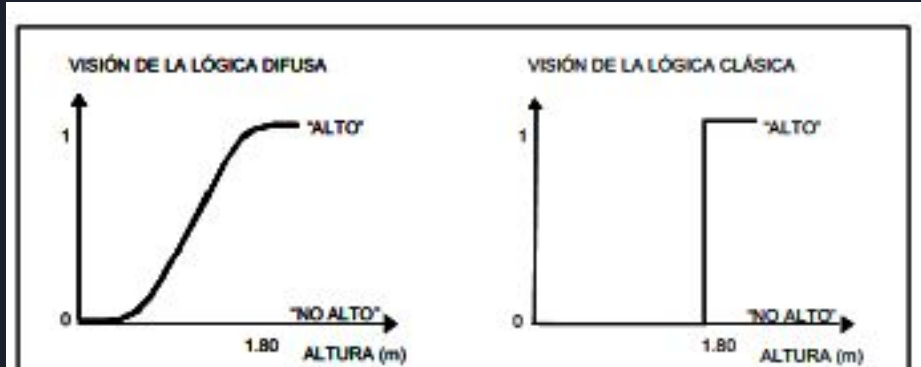 VISIÓN DE LA LÓGICA DIFUSA
1
"ALTO"
0
"NO ALTO"
1.80
ALTURA (m)
VISIÓN DE LA LÓGICA CLÁSICA
1
"ALTO"
0
"NO ALTO"
1.80
ALTURA (m)